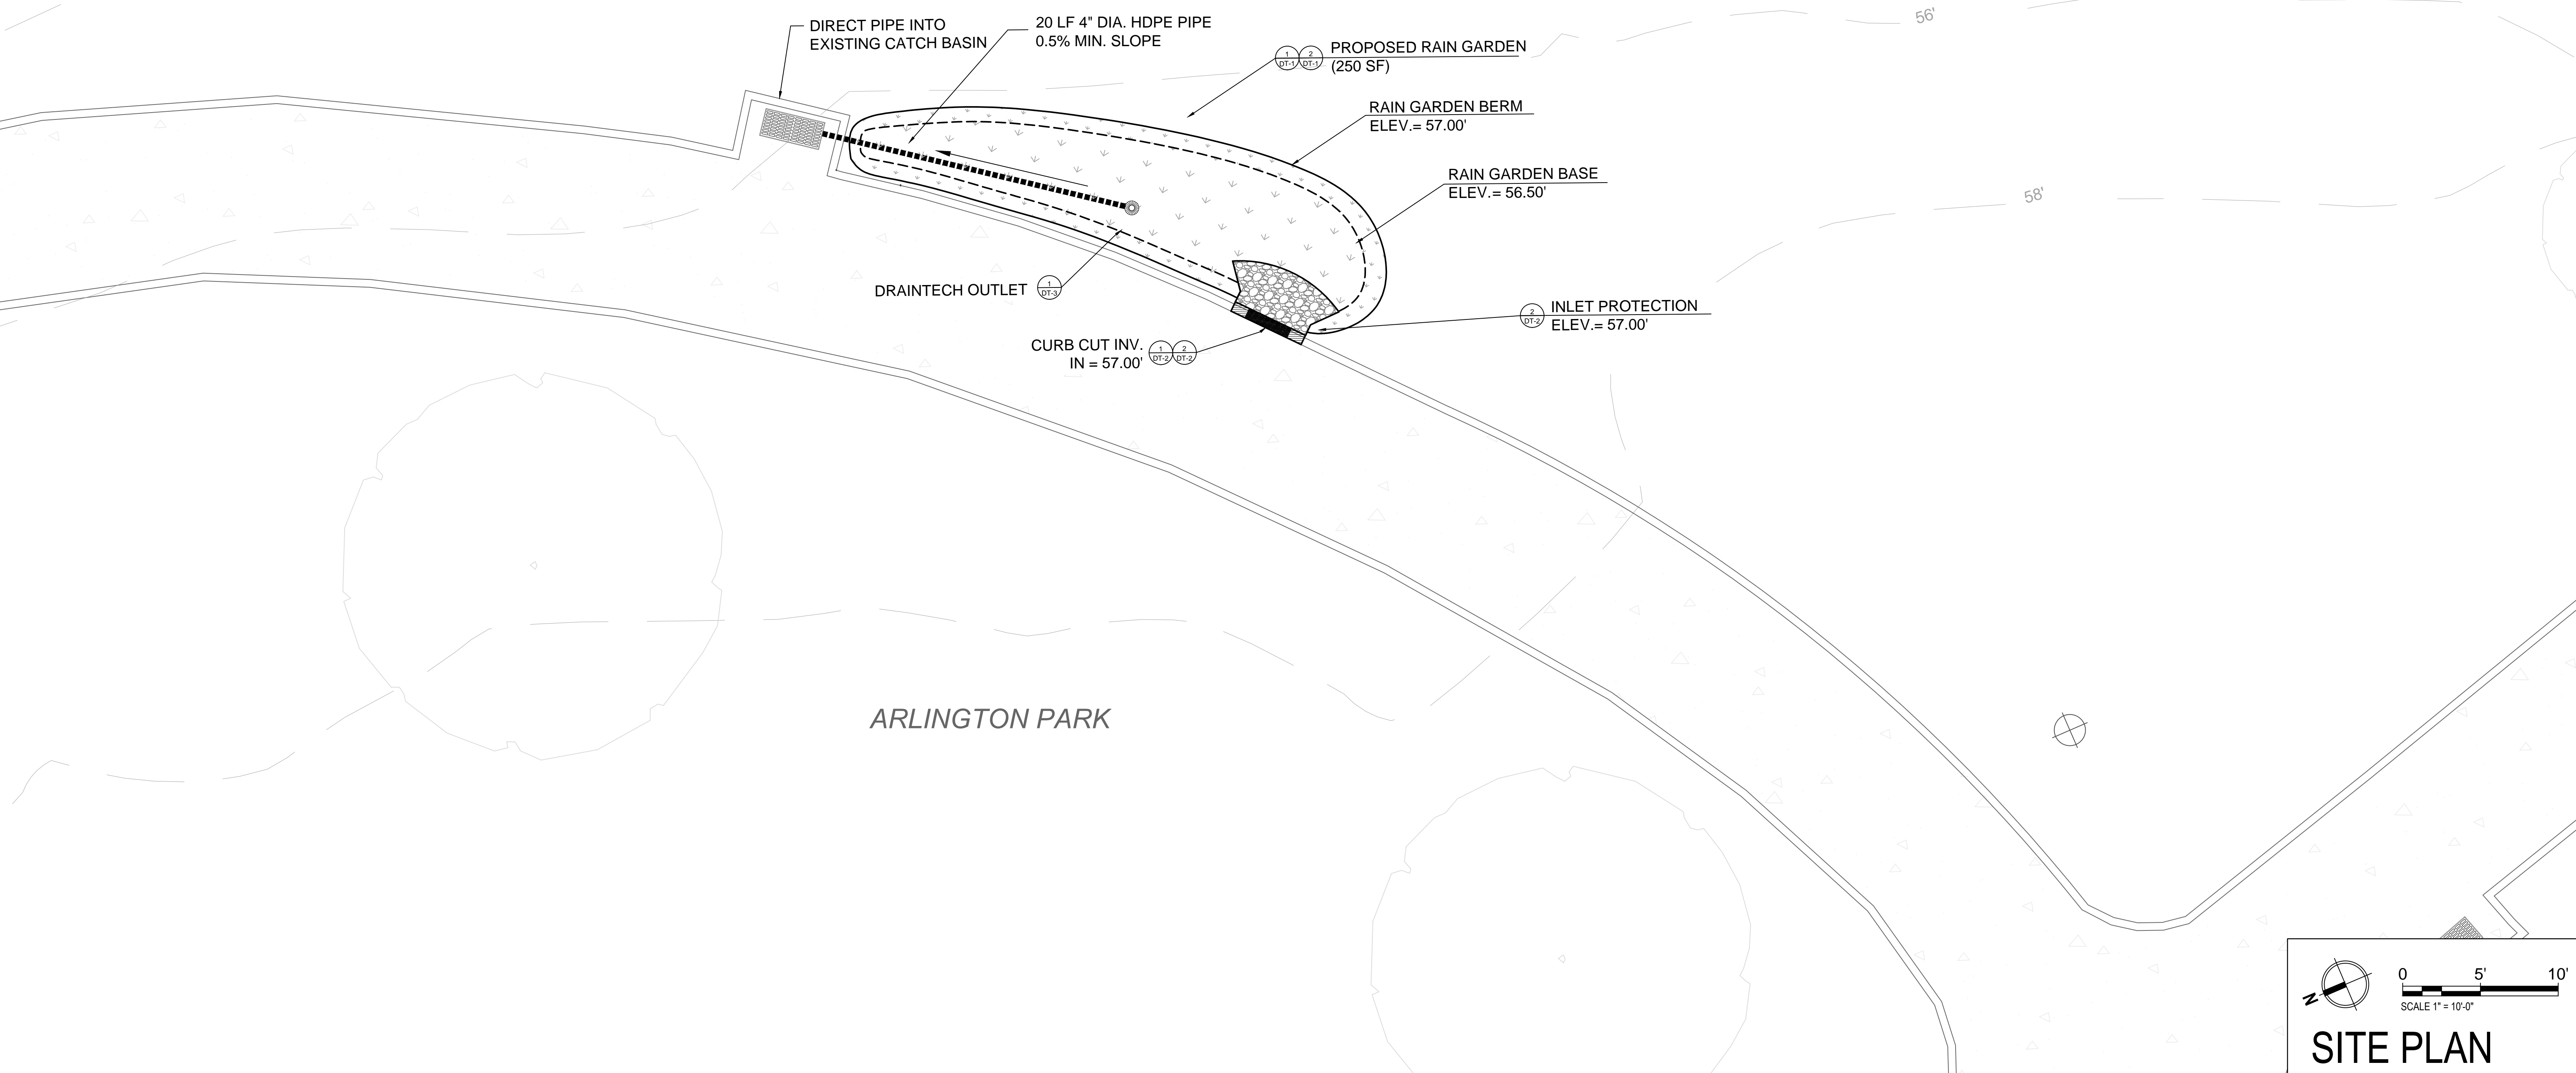 DIRECT PIPE INTO
EXISTING CATCH BASIN
20 LF 4" DIA. HDPE PIPE
0.5% MIN. SLOPE
1
DT-1
2
DT-1
PROPOSED RAIN GARDEN
(250 SF)
56'
RAIN GARDEN BERM
ELEV.= 57.00'
RAIN GARDEN BASE
ELEV.= 56.50'
58'
DRAINTECH OUTLET
1
DT-3
2
DT-2
INLET PROTECTION
ELEV.= 57.00'
CURB CUT INV.
IN = 57.00'
1
DT-2
2
DT-2
ARLINGTON PARK
N
0 5' 10'
SCALE 1" = 10'-0"
SITE PLAN